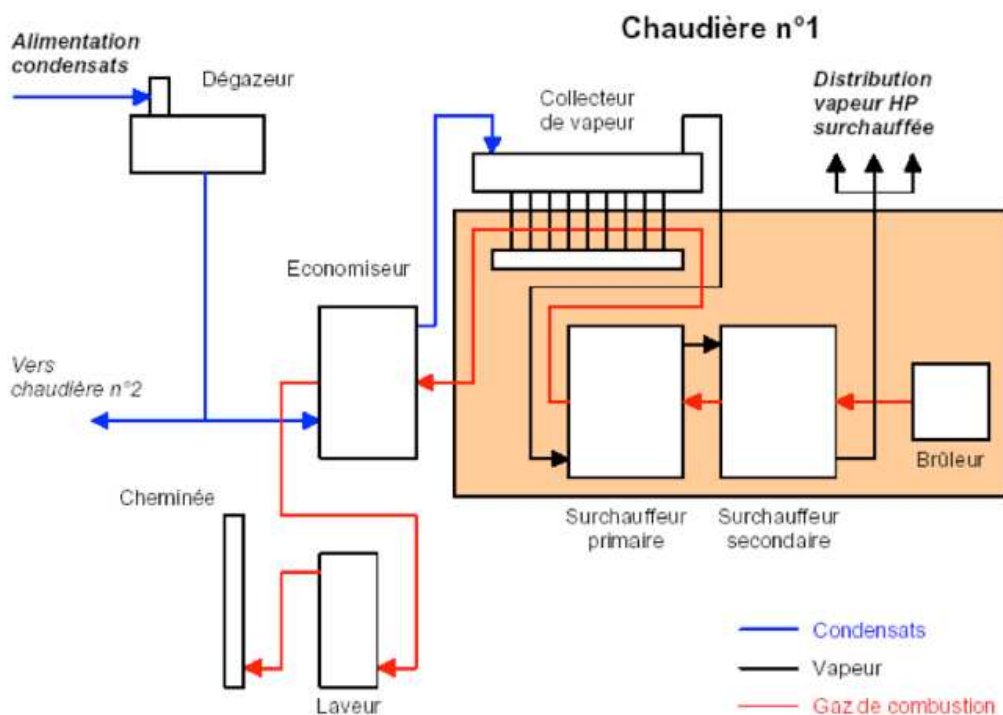 Chaudière n°1
Alimentation
condensats
Dégazeur
Collecteur
de vapeur
Distribution
vapeur HP
surchauffée
Economiseur
Vers
chaudière n°2
Brûleur
Cheminée
Surchauffeur
primaire
Surchauffeur
secondaire
Laveur
Condensats
Vapeur
Gaz de combustion